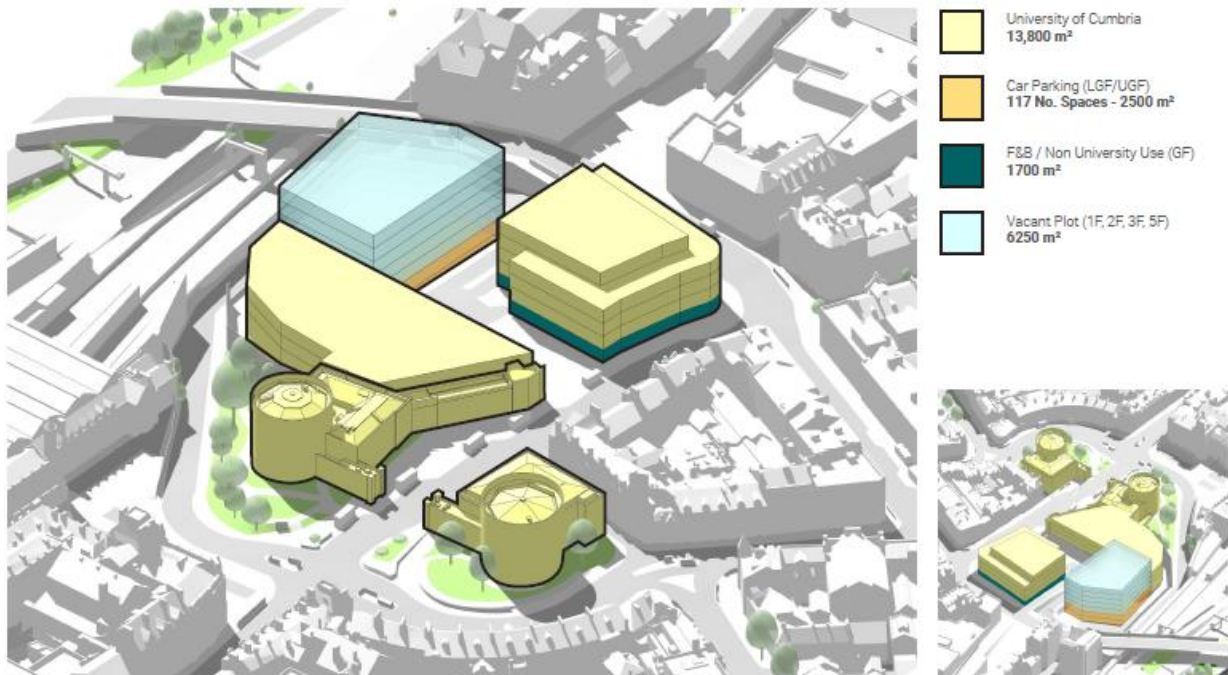 University of Cumbria
13,800 m²
Car Parking (LGF/UGF)
117 No. Spaces - 2500 m²
F&B / Non University Use (GF)
1700 m²
Vacant Plot (1F, 2F, 3F, 5F)
6250 m²